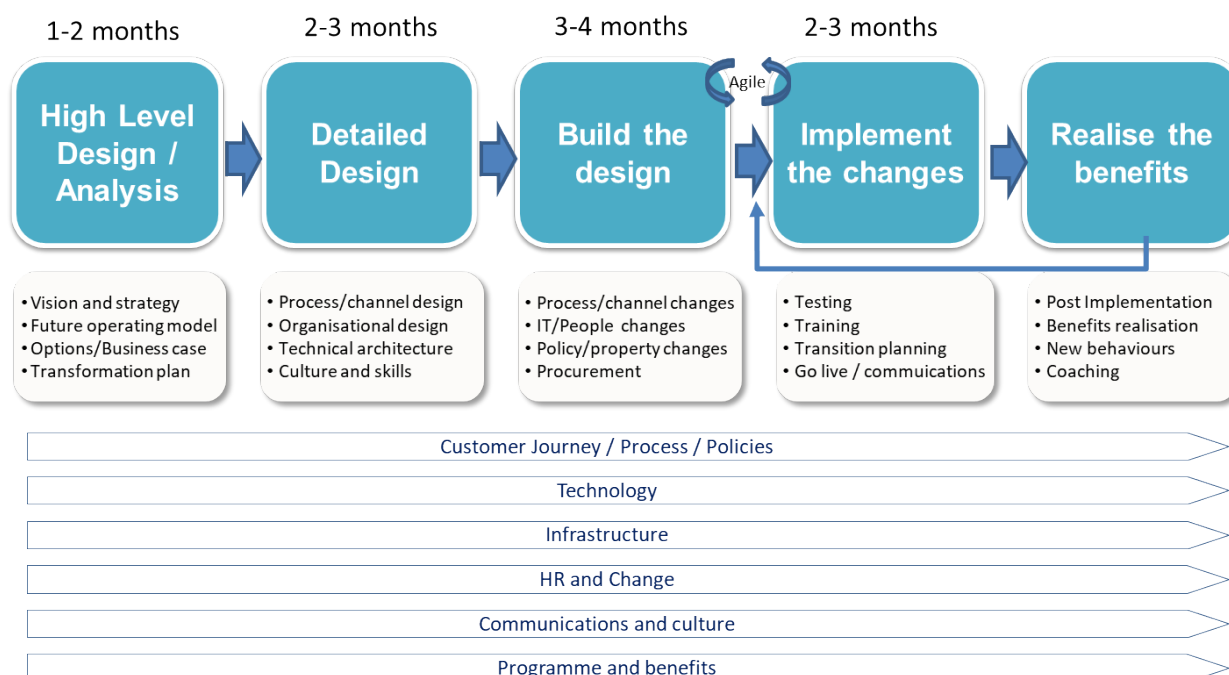 1-2 months
2-3 months
3-4 months
2-3 months
High Level
Design /
Analysis
Detailed
Design
Build the
design
Agile
Implement
the changes
Realise the
benefits
• Vision and strategy
• Future operating model
• Options/Business case
• Transformation plan
• Process/channel design
• Organisational design
• Technical architecture
• Culture and skills
• Process/channel changes
• IT/People changes
• Policy/property changes
• Procurement
• Testing
• Training
• Transition planning
• Go live / commuications
• Post Implementation
• Benefits realisation
• New behaviours
• Coaching
Customer Journey / Process / Policies
Technology
Infrastructure
HR and Change
Communications and culture
Programme and benefits